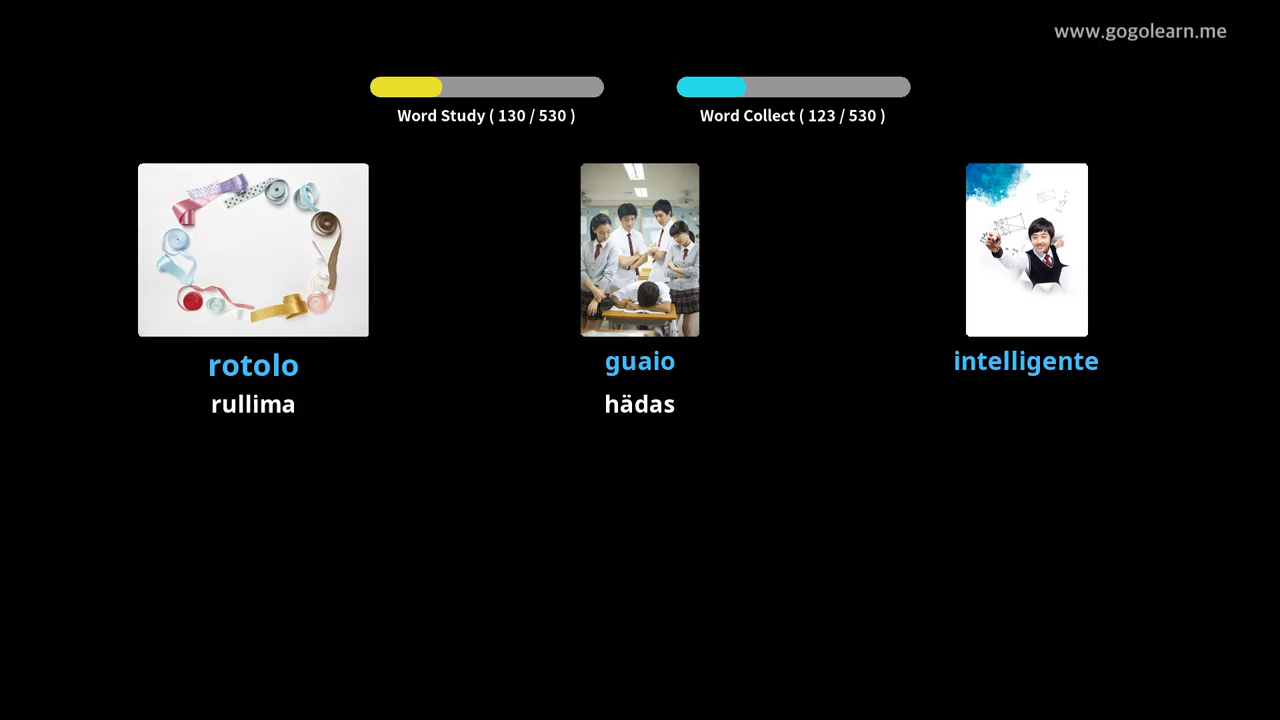 www.gogolearn.me
Word Study ( 130 / 530 )
Word Collect ( 123 / 530 )
rotolo
rullima
guaio
hädas
intelligente